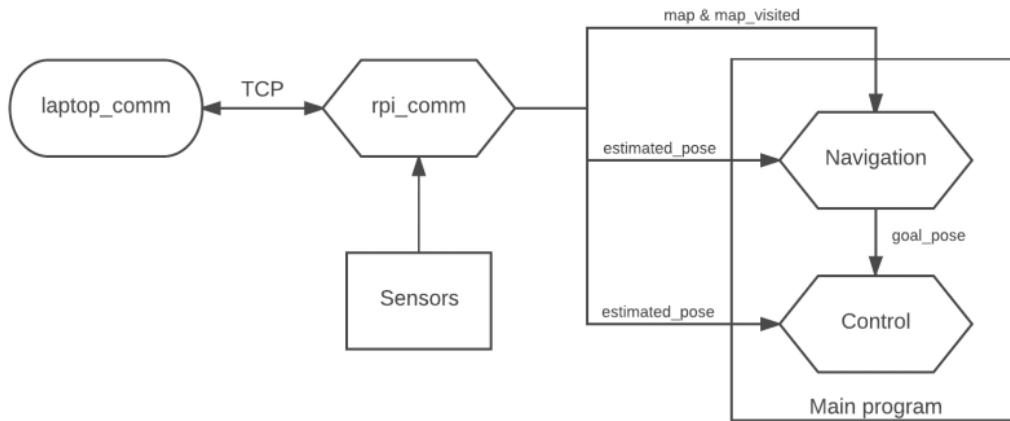 map & map_visited
TCP
laptop_comm
rpi_comm
estimated_pose
Navigation
goal_pose
Sensors
estimated_pose
Control
Main program